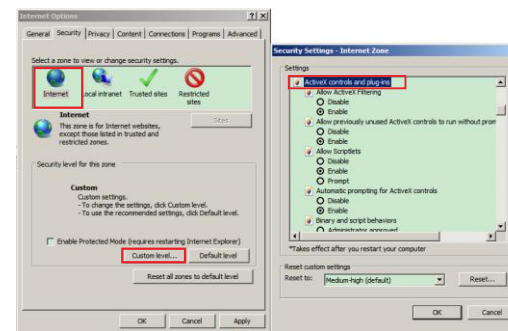 Internet Options
? ×
General Security Privacy Content Connections Programs Advanced
Select a zone to view or change security settings.
Internet Local intranet Trusted sites Restricted
sites
Internet
This zone is for Internet websites,
except those listed in trusted and
restricted zones.
Sites
Security level for this zone
Custom
Custom settings.
- To change the settings, click Custom level.
- To use the recommended settings, click Default level.
Enable Protected Mode (requires restarting Internet Explorer)
Custom level... Default level
Reset all zones to default level
OK Cancel Apply
Security Settings - Internet Zone
Settings
ActiveX controls and plug-ins
Allow ActiveX Filtering
Disable
Enable
Allow previously unused ActiveX controls to run without prom
Disable
Enable
Allow Scriptlets
Disable
Enable
Prompt
Automatic prompting for ActiveX controls
Disable
Enable
Binary and script behaviors
Administrator approved
*Takes effect after you restart your computer
Reset custom settings
Reset to: Medium-high (default) Reset...
OK Cancel